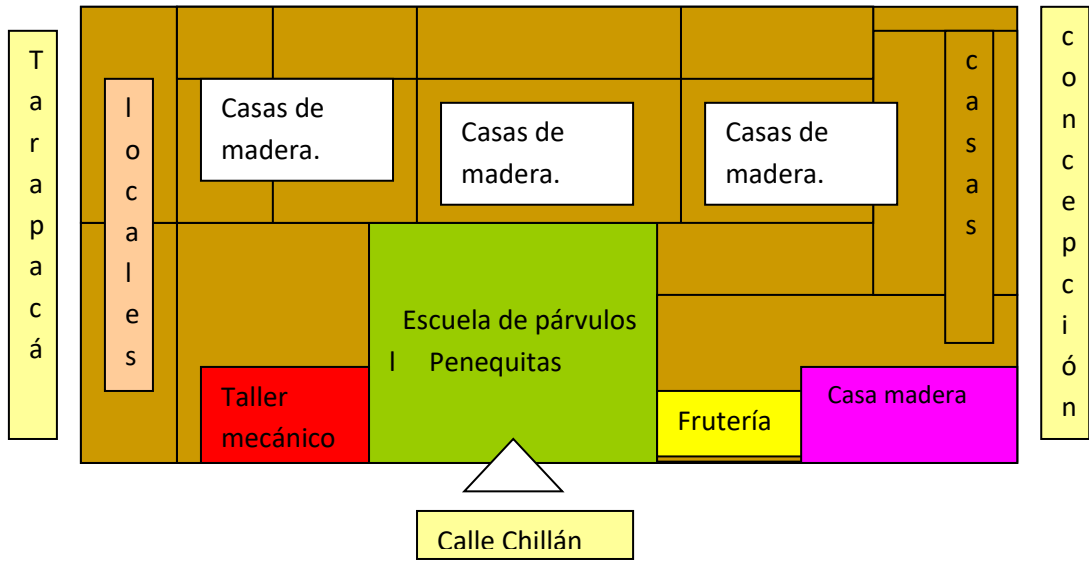 Tarapacá
locales
Casas de
madera.
Casas de
madera.
Casas de
madera.
casas
concepción
Escuela de párvulos
l Penequitas
Taller
mecánico
Frutería
Casa madera
Calle Chillán